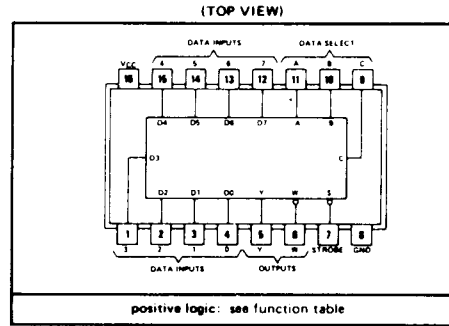 (TOP VIEW)
DATA INPUTS DATA SELECT
VCC 4 5 6 7 A B C
16 15 14 13 12 11 10 9
D4 D5 D6 D7 A B
D3 C
D2 D1 D0 Y W S
1 2 3 4 5 6 7 8
3 2 1 0 Y W STROBE GND
DATA INPUTS OUTPUTS
positive logic: see function table